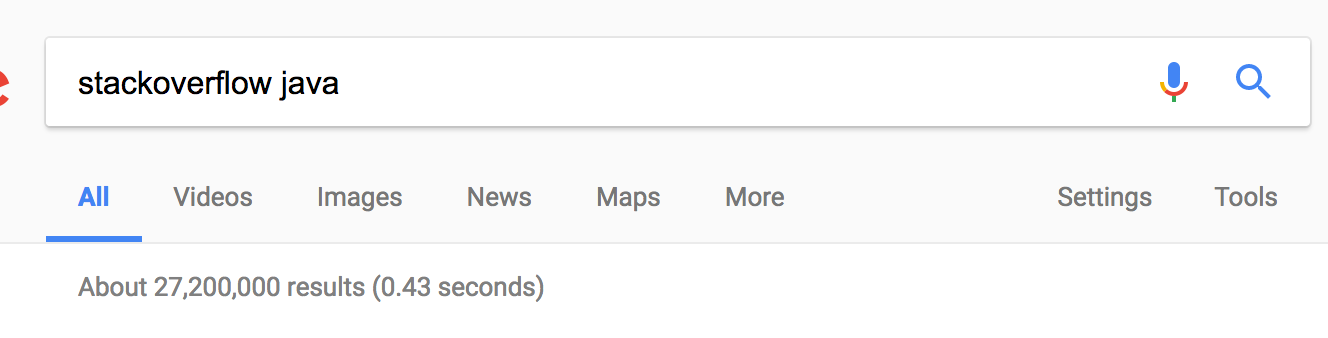 stackoverflow java
All Videos Images News Maps More Settings Tools
About 27,200,000 results (0.43 seconds)